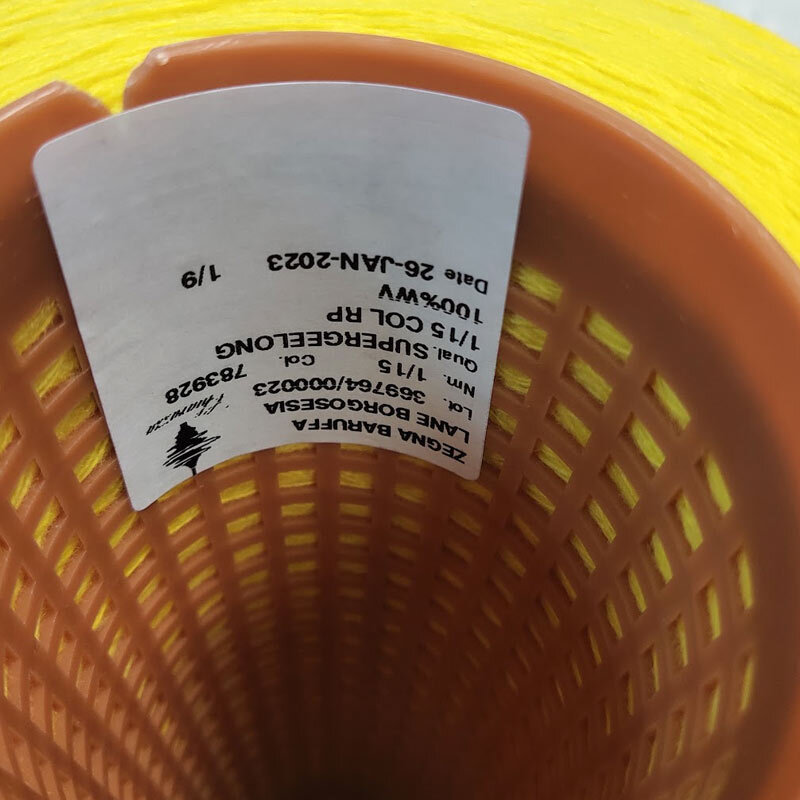 ZEGNA BARUFFA
LANE BORGOSESIA
Lot. 369764/000023
Nm. 1/15 Col. 783928
Qual. SUPERGEELONG
1/15 COL RP
100%WV
Date 26-JAN-2023 1/9